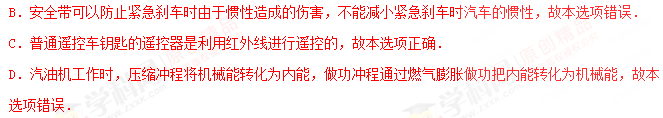 B．安全带可以防止紧急刹车时由于惯性造成的伤害，不能减小紧急刹车时汽车的惯性，故本选项错误．
C．普通遥控车钥匙的遥控器是利用红外线进行遥控的，故本选项正确．
D．汽油机工作时，压缩冲程将机械能转化为内能，做功冲程通过燃气膨胀做功把内能转化为机械能，故本
选项错误．